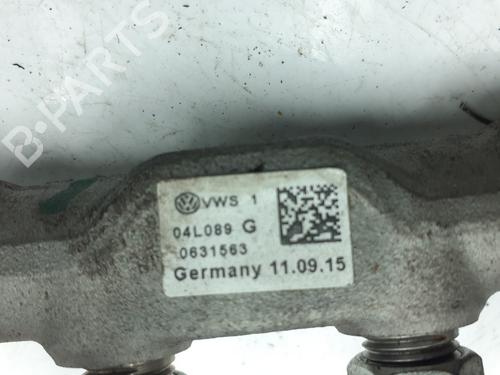 B-PARTS
VWS 1
04L089 G
0631563
Germany 11.09.15